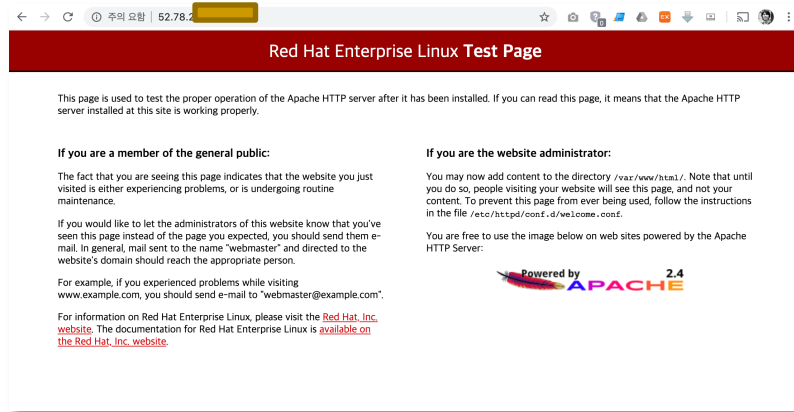 주의 요함 52.78.2
Red Hat Enterprise Linux Test Page
This page is used to test the proper operation of the Apache HTTP server after it has been installed. If you can read this page, it means that the Apache HTTP
server installed at this site is working properly.
If you are a member of the general public:
The fact that you are seeing this page indicates that the website you just
visited is either experiencing problems, or is undergoing routine
maintenance.
If you would like to let the administrators of this website know that you've
seen this page instead of the page you expected, you should send them e-
mail. In general, mail sent to the name "webmaster" and directed to the
website's domain should reach the appropriate person.
For example, if you experienced problems while visiting
www.example.com, you should send e-mail to "webmaster@example.com".
For information on Red Hat Enterprise Linux, please visit the Red Hat, Inc.
website. The documentation for Red Hat Enterprise Linux is available on
the Red Hat, Inc. website.
If you are the website administrator:
You may now add content to the directory /var/www/html/. Note that until
you do so, people visiting your website will see this page, and not your
content. To prevent this page from ever being used, follow the instructions
in the file /etc/httpd/conf.d/welcome.conf.
You are free to use the image below on web sites powered by the Apache
HTTP Server:
Powered by 2.4
APACHE